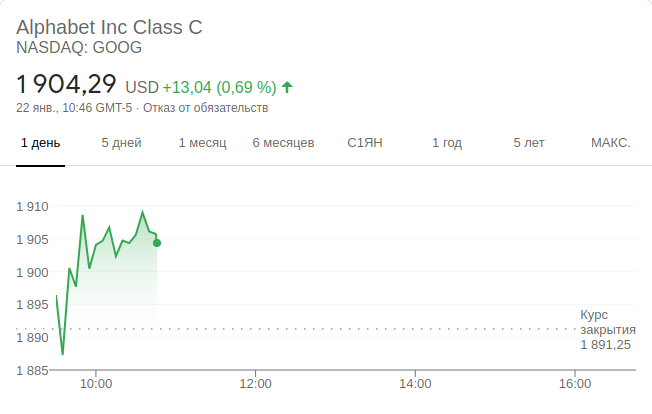 Alphabet Inc Class C
NASDAQ: GOOG
1 904,29 USD +13,04 (0,69 %)
22 янв., 10:46 GMT-5 · Отказ от обязательств
1 день 5 дней 1 месяц 6 месяцев С1ЯН 1 год 5 лет МАКС.
1 910
1 905
1 900
1 895
1 890
1 885
Курс
закрытия
1 891,25
10:00 12:00 14:00 16:00